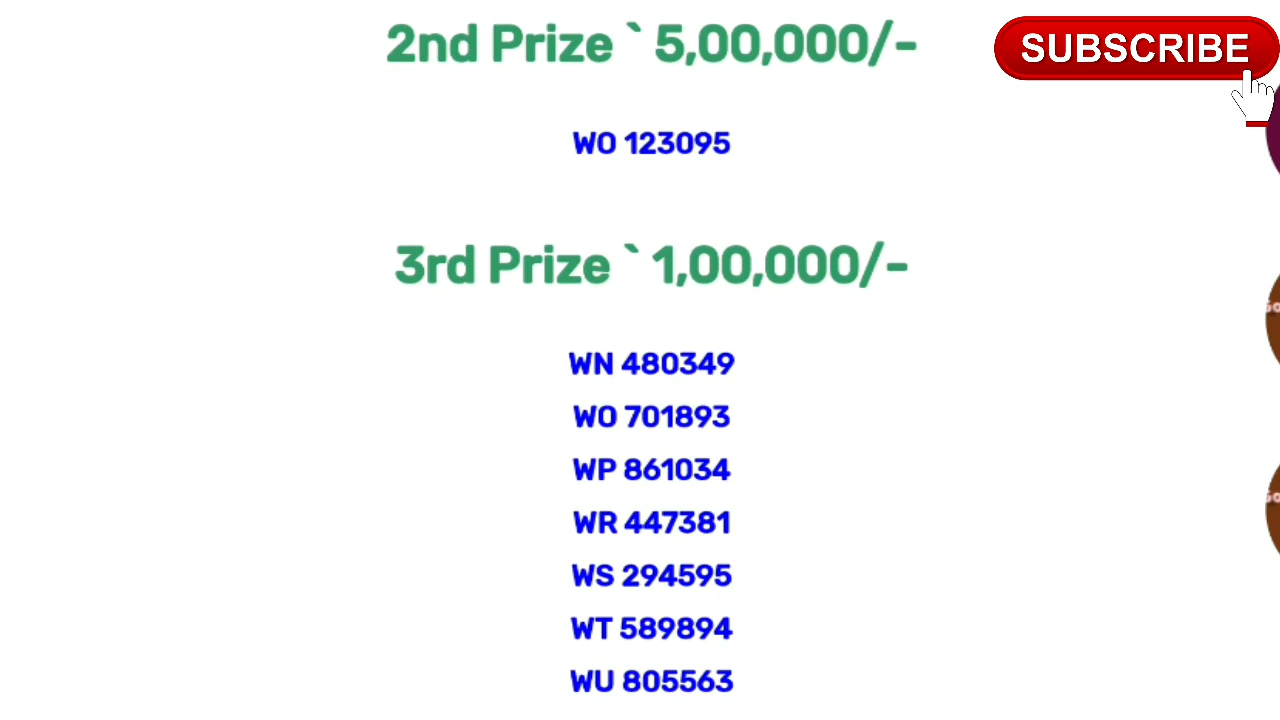 2nd Prize ` 5,00,000/-
SUBSCRIBE
WO 123095
3rd Prize ` 1,00,000/-
WN 480349
WO 701893
WP 861034
WR 447381
WS 294595
WT 589894
WU 805563